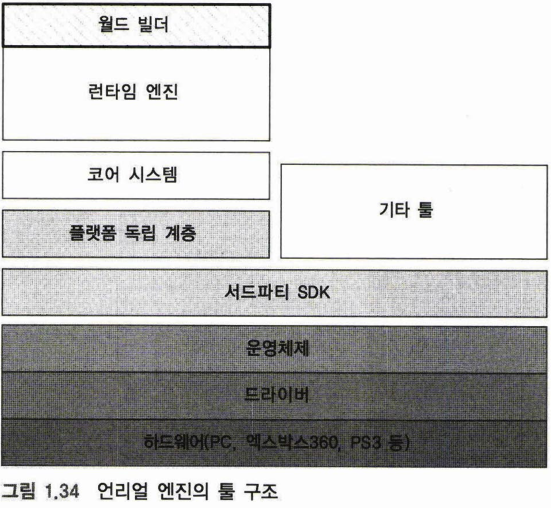 월드 빌더
런타임 엔진
코어 시스템
기타 툴
플랫폼 독립 계층
서드파티 SDK
운영체제
드라이버
하드웨어(PC, 엑스박스360, PS3 등)
그림 1.34 언리얼 엔진의 툴 구조